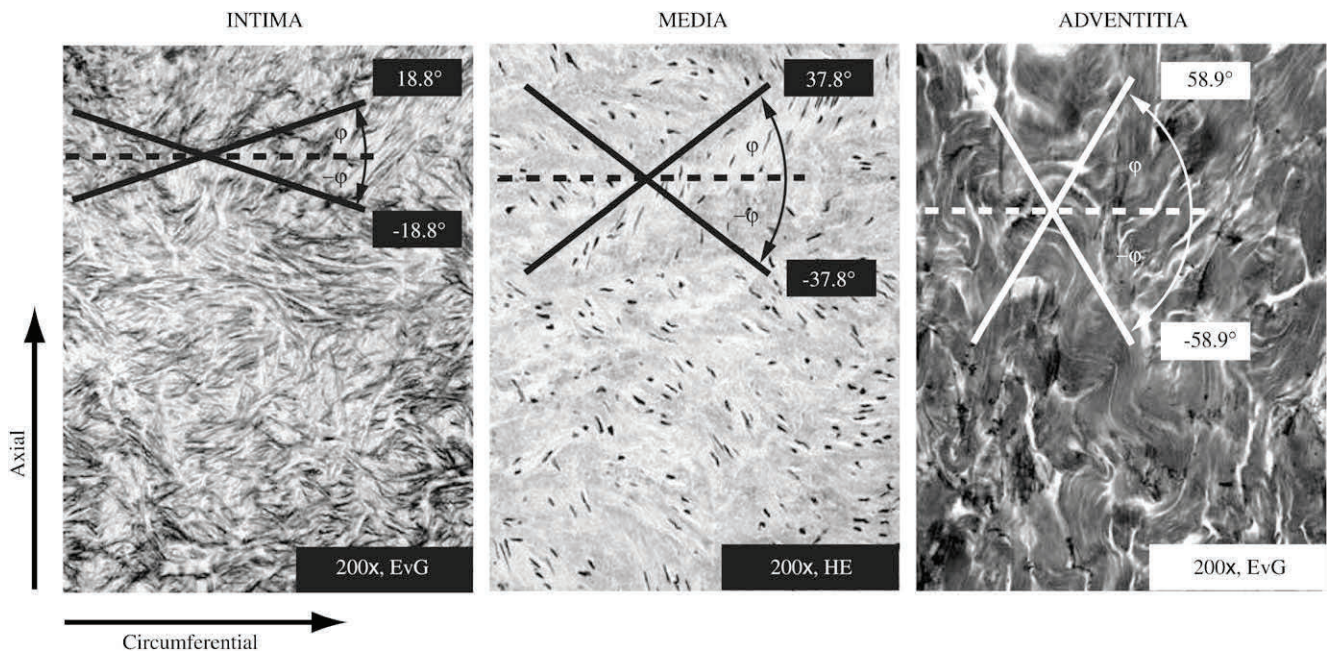 INTIMA
MEDIA
ADVENTITIA
18.8°
φ
–φ
-18.8°
37.8°
φ
–φ
-37.8°
58.9°
φ
–φ
-58.9°
Axial
200x, EvG
200x, HE
200x, EvG
Circumferential